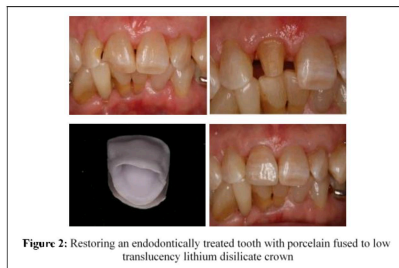 Figure 2: Restoring an endodontically treated tooth with porcelain fused to low
translucency lithium disilicate crown